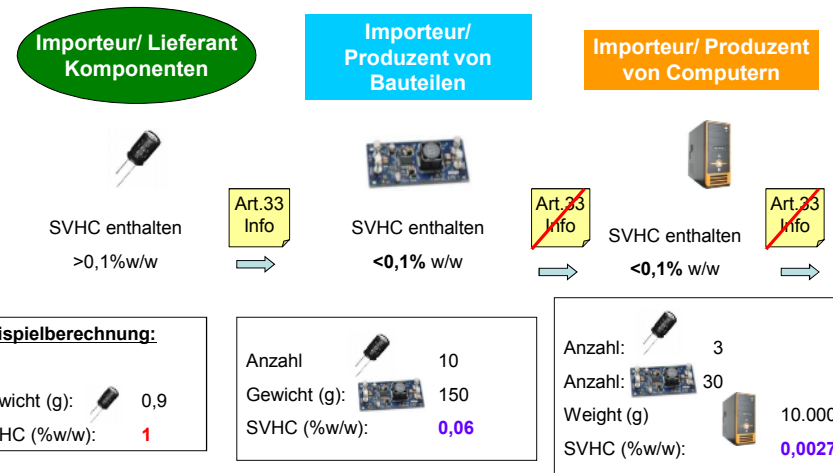 Importeur/ Lieferant
Komponenten
Importeur/
Produzent von
Bauteilen
Importeur/ Produzent
von Computern
SVHC enthalten
>0,1%w/w
Art.33
Info
SVHC enthalten
<0,1% w/w
Art.33
Info
SVHC enthalten
<0,1% w/w
Art.33
Info
ispielberechnung:
wicht (g): 0,9
HC (%w/w): 1
Anzahl 10
Gewicht (g): 150
SVHC (%w/w): 0,06
Anzahl: 3
Anzahl: 30
Weight (g) 10.000
SVHC (%w/w): 0,0027